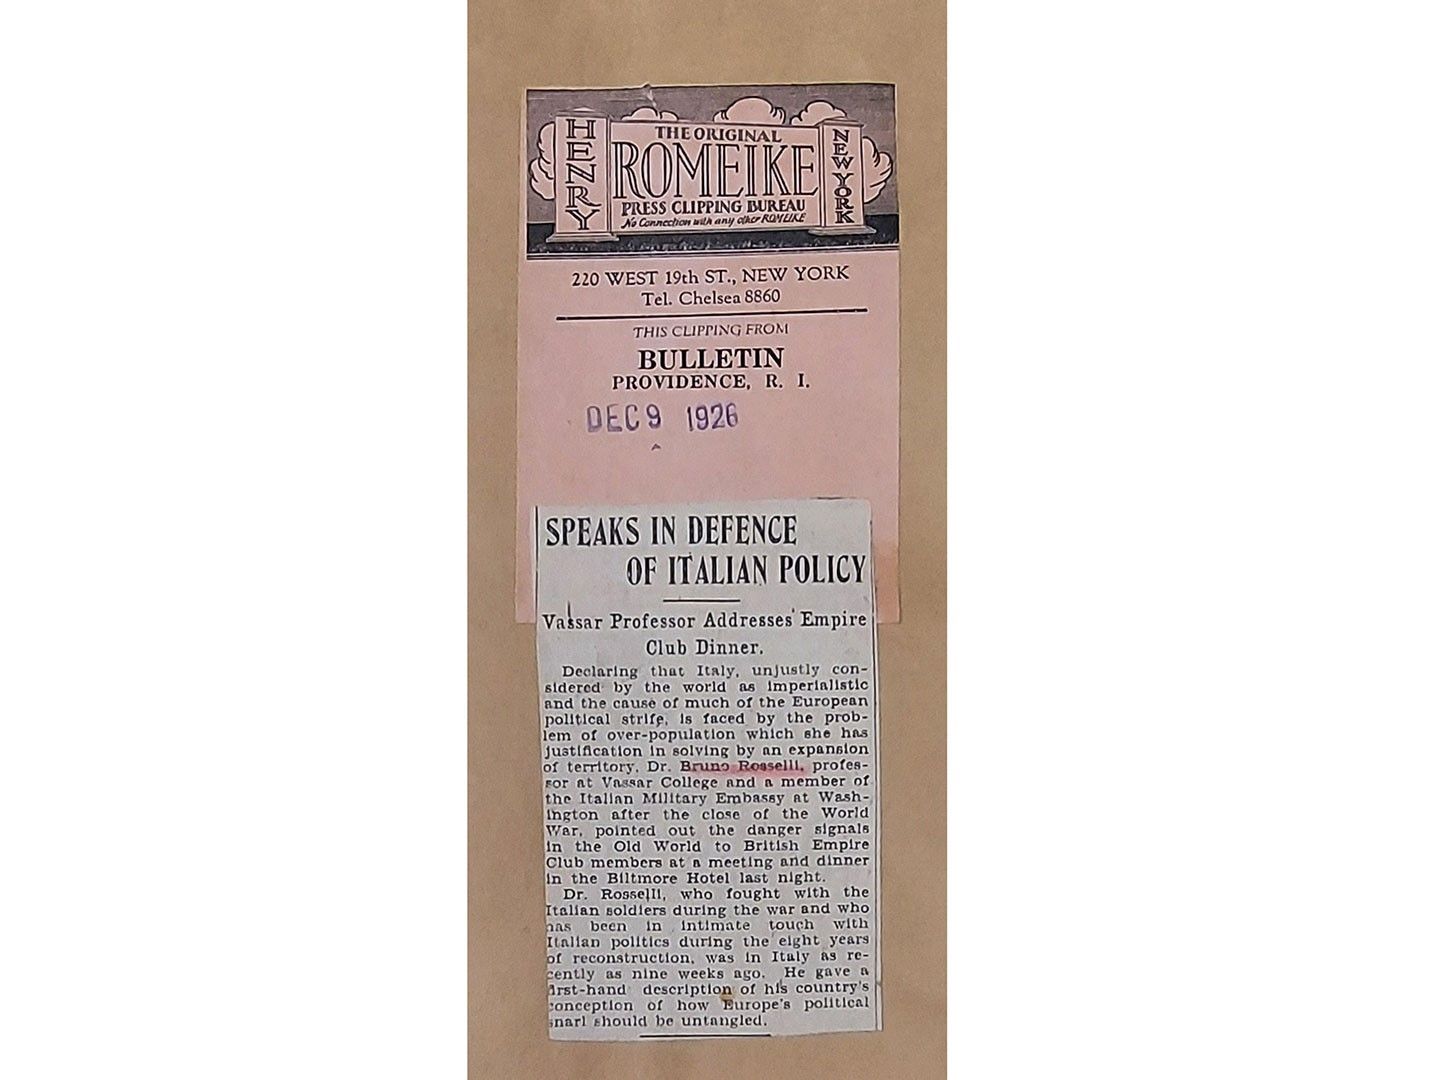 HENRY
THE ORIGINAL
ROMEIKE
PRESS CLIPPING BUREAU
No Connection with any other ROMEIKE
NEW YORK
220 WEST 19th ST., NEW YORK
Tel. Chelsea 8860
THIS CLIPPING FROM
BULLETIN
PROVIDENCE, R. I.
DEC 9 1926
SPEAKS IN DEFENCE
OF ITALIAN POLICY
Vassar Professor Addresses Empire
Club Dinner.
Declaring that Italy, unjustly con-
sidered by the world as imperialistic
and the cause of much of the European
political strife, is faced by the prob-
lem of over-population which she has
justification in solving by an expansion
of territory, Dr. Bruno Rosselli, profes-
sor at Vassar College and a member of
the Italian Military Embassy at Wash-
ington after the close of the World
War, pointed out the danger signals
in the Old World to British Empire
Club members at a meeting and dinner
in the Biltmore Hotel last night.
Dr. Rosselli, who fought with the
Italian soldiers during the war and who
has been in intimate touch with
Italian politics during the eight years
of reconstruction, was in Italy as re-
cently as nine weeks ago. He gave a
first-hand description of his country's
conception of how Europe's political
snarl should be untangled.